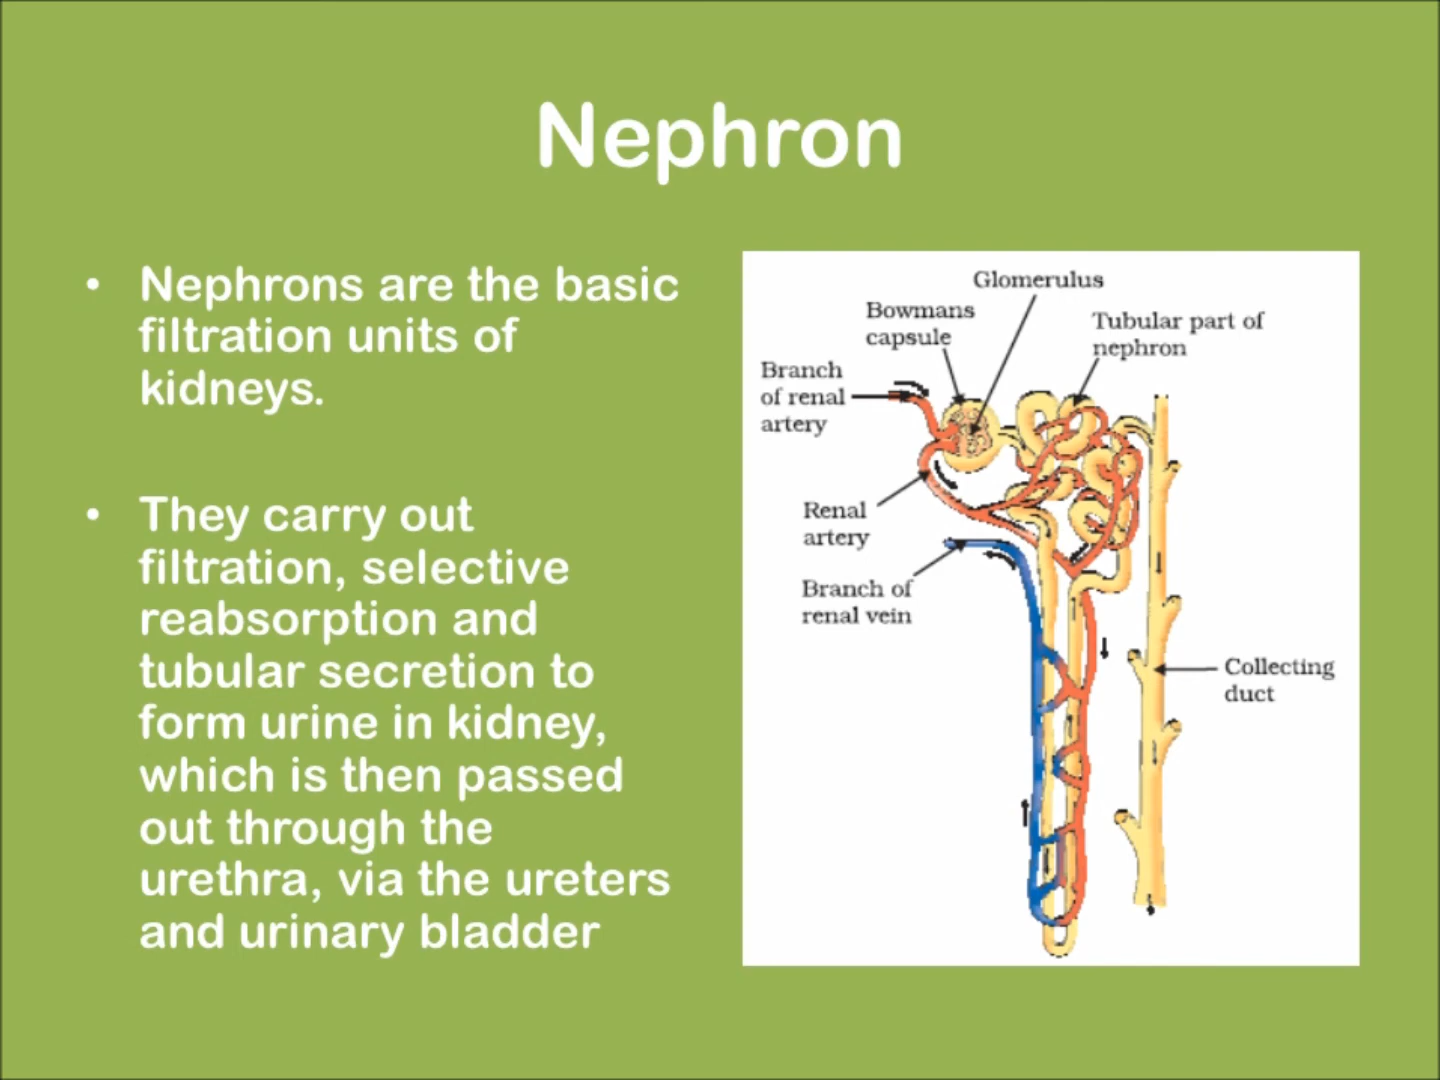 Nephron
• Nephrons are the basic
filtration units of
kidneys.
• They carry out
filtration, selective
reabsorption and
tubular secretion to
form urine in kidney,
which is then passed
out through the
urethra, via the ureters
and urinary bladder
Glomerulus
Bowmans
capsule
Tubular part of
nephron
Branch
of renal
artery
Renal
artery
Branch of
renal vein
Collecting
duct